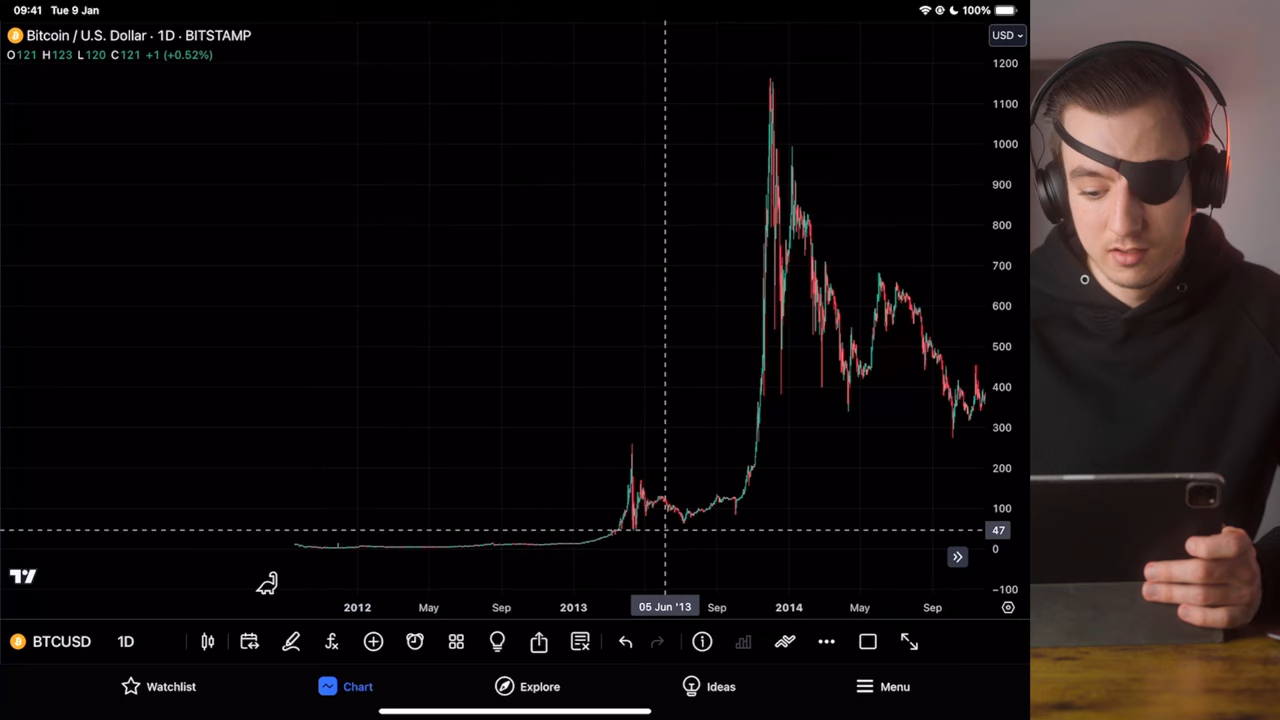 09:41 Tue 9 Jan 100%
Bitcoin / U.S. Dollar · 1D · BITSTAMP USD
O121 H123 L120 C121 +1 (+0.52%)
1200
1100
1000
900
800
700
600
500
400
300
200
100
47
0
−100
2012 May Sep 2013 05 Jun '13 Sep 2014 May Sep
BTCUSD 1D
Watchlist Chart Explore Ideas Menu